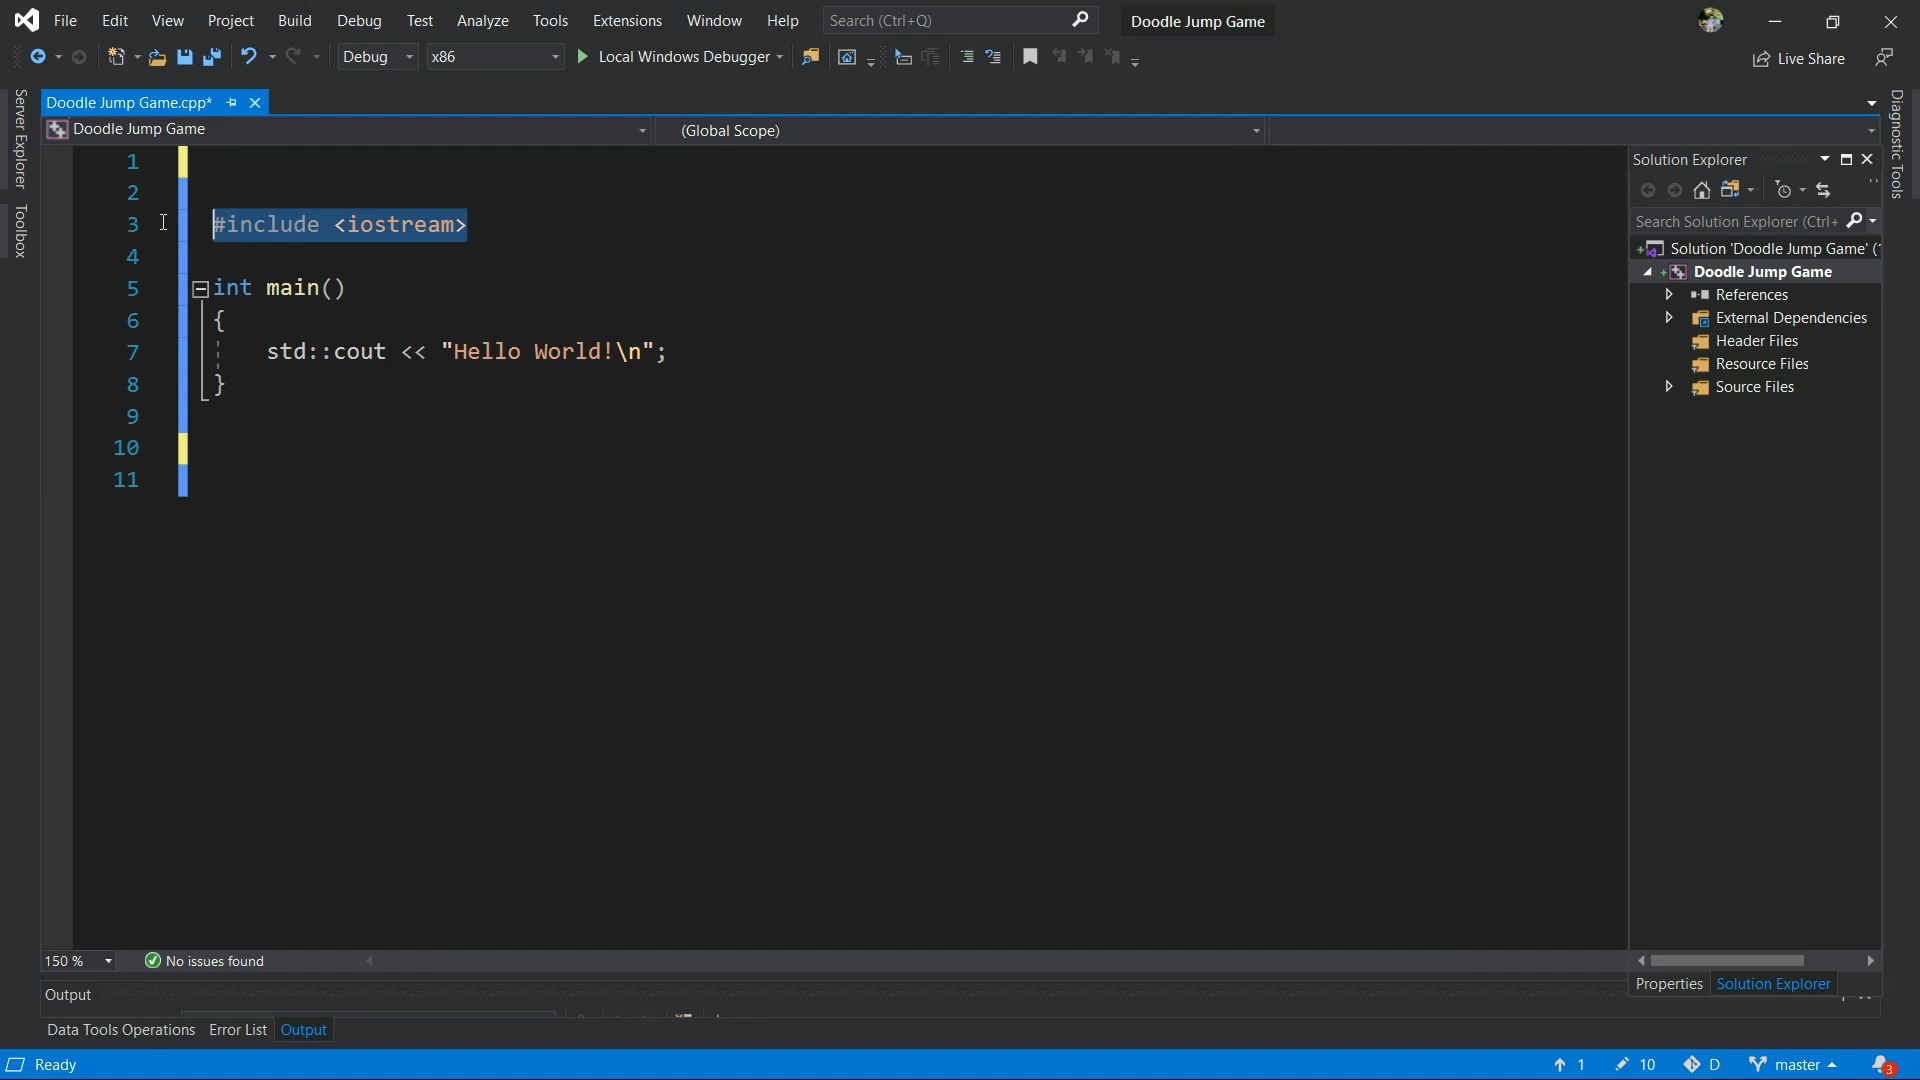 File Edit View Project Build Debug Test Analyze Tools Extensions Window Help Search (Ctrl+Q) Doodle Jump Game
Debug x86 Local Windows Debugger Live Share
Doodle Jump Game.cpp*
Doodle Jump Game (Global Scope)
Server Explorer
Toolbox
Diagnostic Tools
1
2
3 #include <iostream>
4
5 int main()
6 {
7 std::cout << "Hello World!\n";
8 }
9
10
11
Solution Explorer
Search Solution Explorer (Ctrl+
Solution 'Doodle Jump Game' (
Doodle Jump Game
References
External Dependencies
Header Files
Resource Files
Source Files
150 % No issues found
Properties Solution Explorer
Output
Data Tools Operations Error List Output
Ready 1 10 D master 3